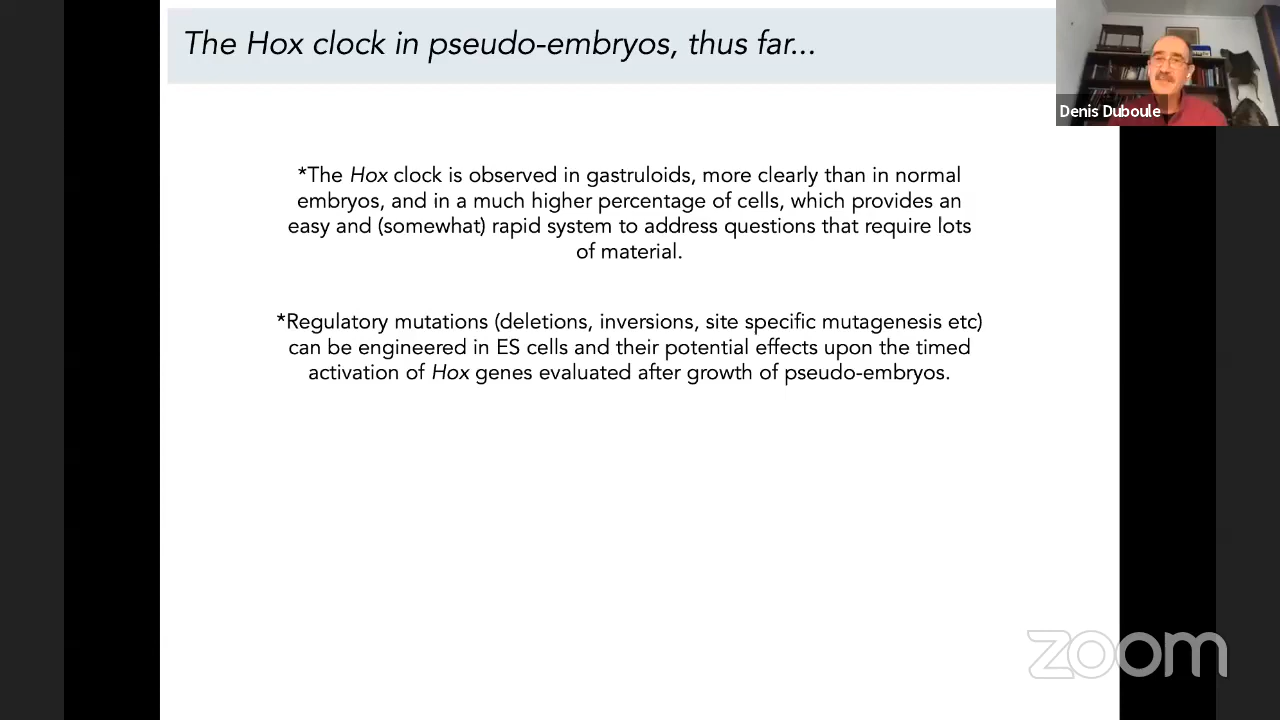 The Hox clock in pseudo-embryos, thus far...
Denis Duboule
*The Hox clock is observed in gastruloids, more clearly than in normal
embryos, and in a much higher percentage of cells, which provides an
easy and (somewhat) rapid system to address questions that require lots
of material.
*Regulatory mutations (deletions, inversions, site specific mutagenesis etc)
can be engineered in ES cells and their potential effects upon the timed
activation of Hox genes evaluated after growth of pseudo-embryos.
zoom